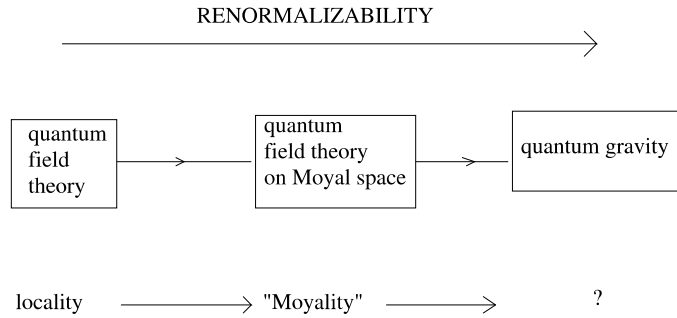 RENORMALIZABILITY
quantum
field
theory
quantum
field theory
on Moyal space
quantum gravity
locality
"Moyality"
?